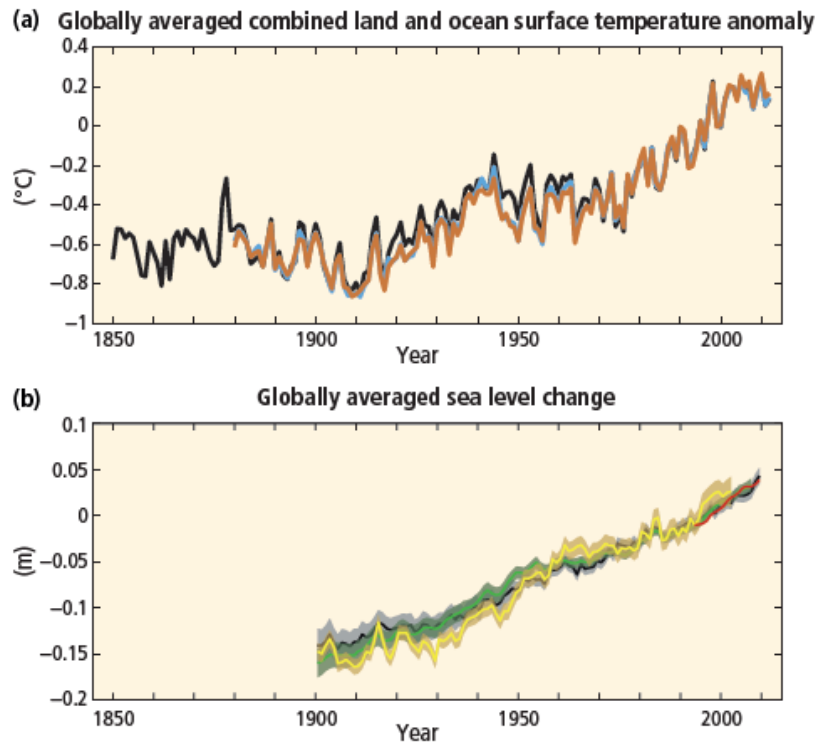 (a) Globally averaged combined land and ocean surface temperature anomaly
0.4
0.2
0
−0.2
−0.4
−0.6
−0.8
−1
(°C)
1850 1900 1950 2000
Year
(b) Globally averaged sea level change
0.1
0.05
0
−0.05
−0.1
−0.15
−0.2
(m)
1850 1900 1950 2000
Year